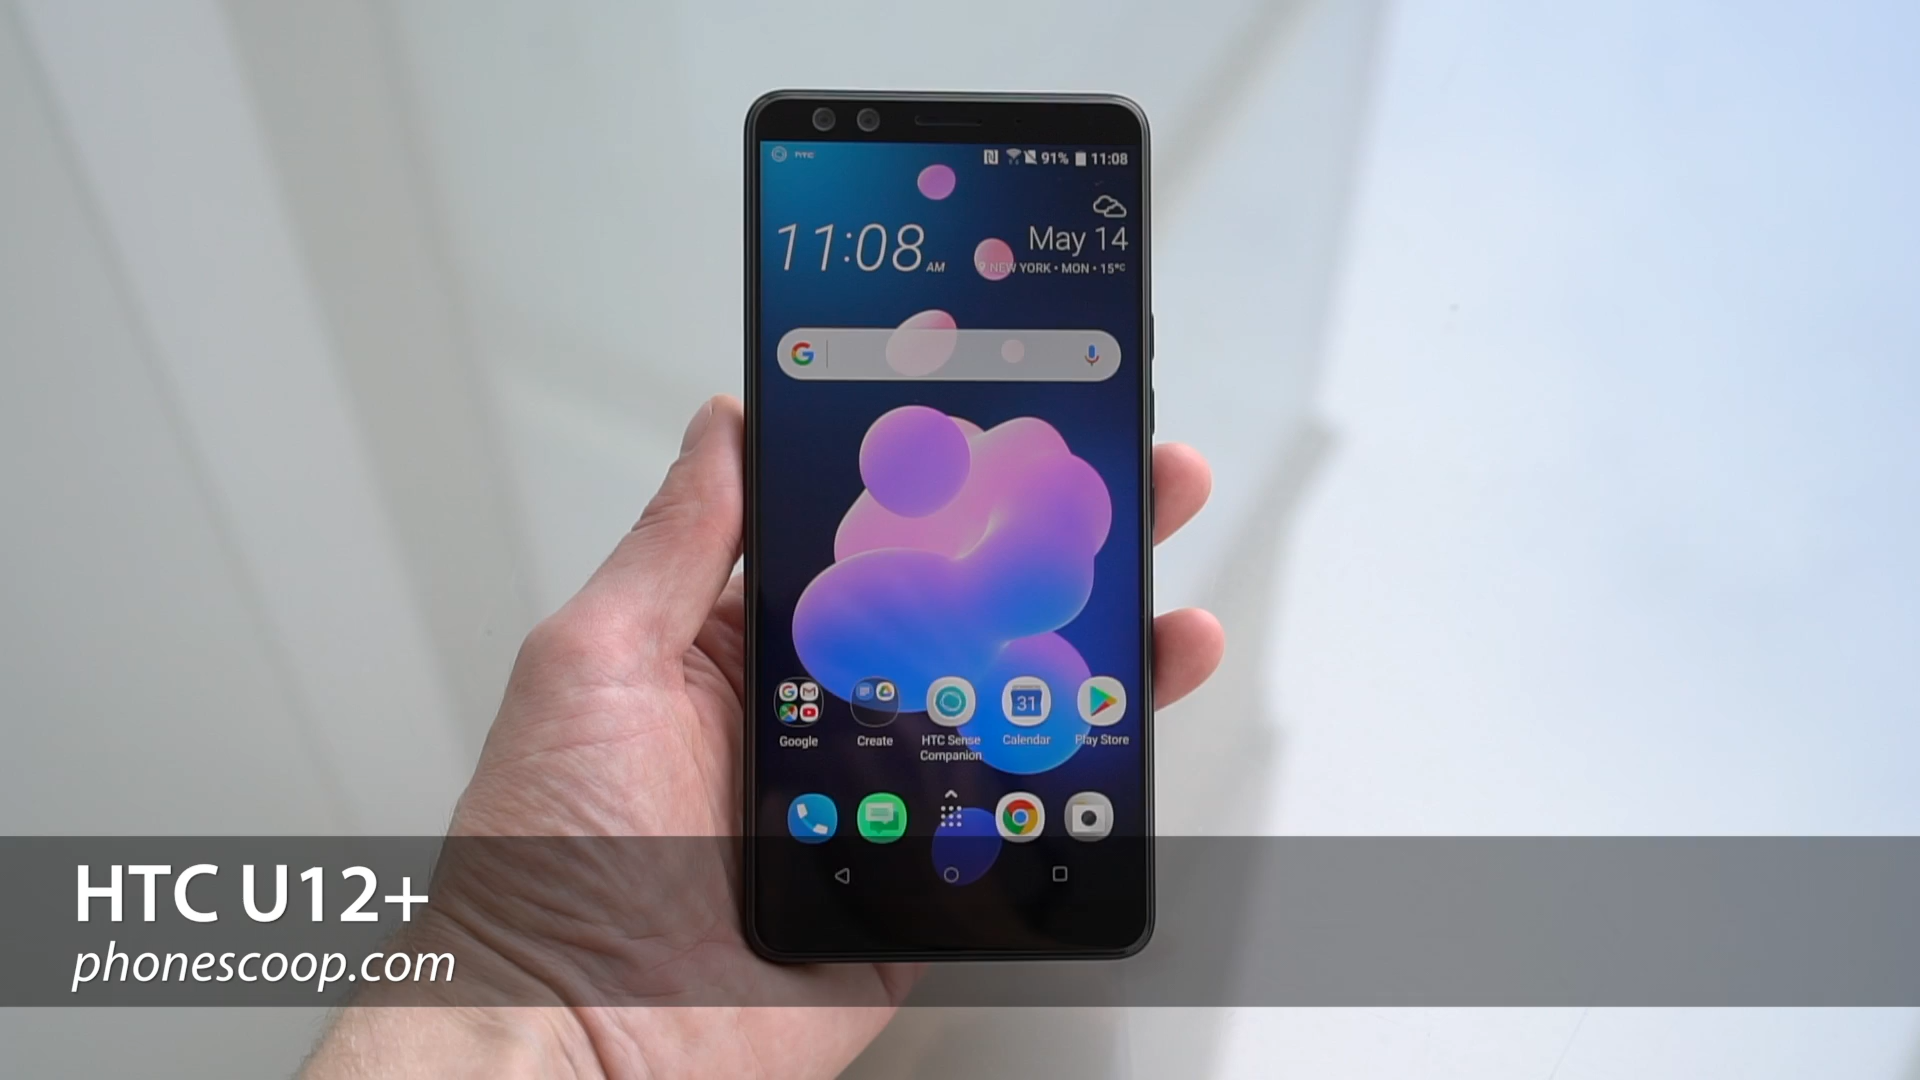 HTC
91% 11:08
11:08 AM
May 14
NEW YORK • MON • 15°C
G
31
Google
Create
HTC Sense
Companion
Calendar
Play Store
HTC U12+
phonescoop.com